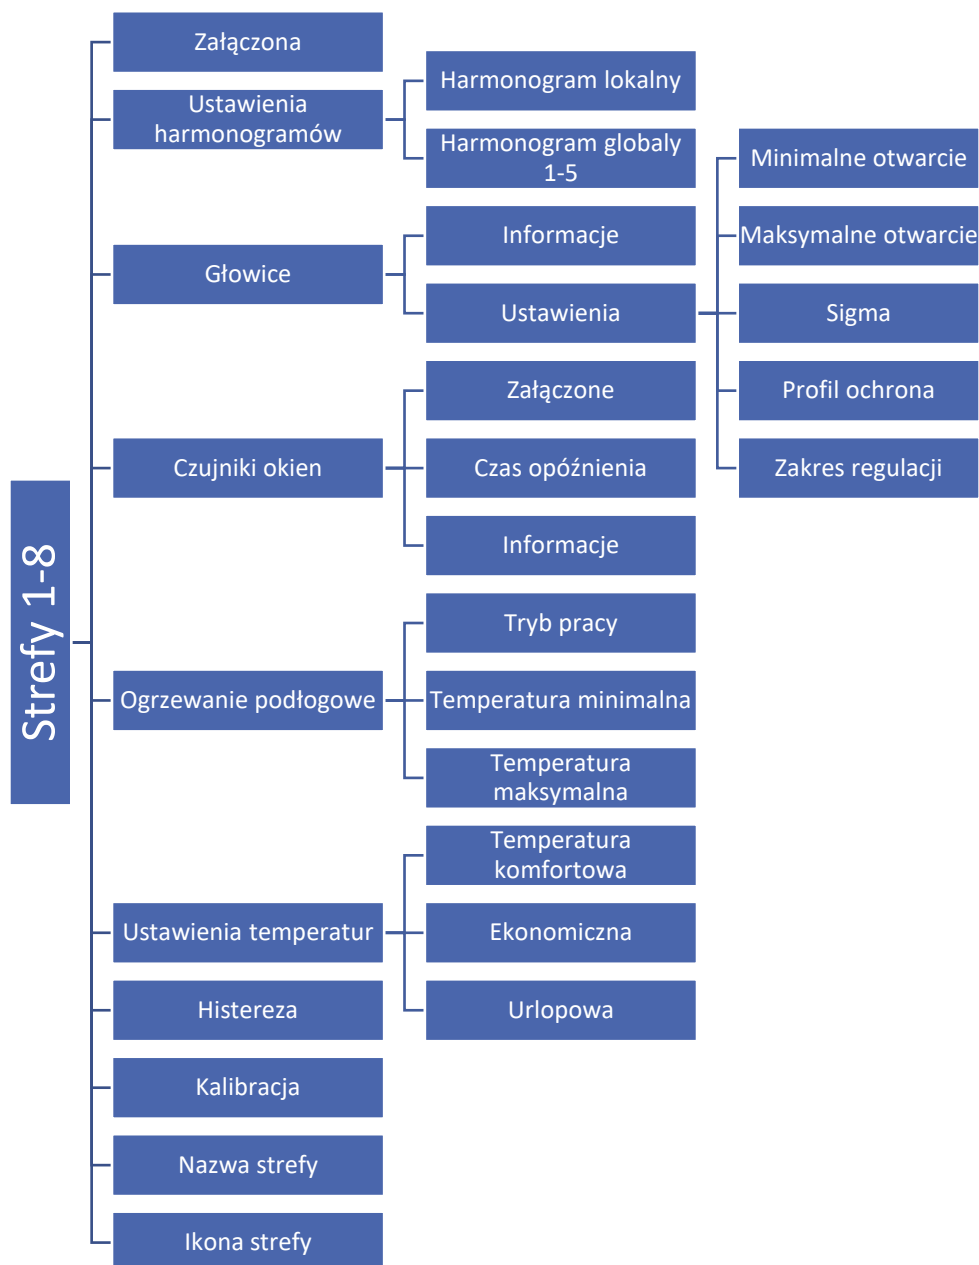 Strefy 1-8
Załączona
Ustawienia
harmonogramów
Harmonogram lokalny
Harmonogram globaly
1-5
Głowice
Informacje
Ustawienia
Minimalne otwarcie
Maksymalne otwarcie
Sigma
Profil ochrona
Zakres regulacji
Czujniki okien
Załączone
Czas opóźnienia
Informacje
Ogrzewanie podłogowe
Tryb pracy
Temperatura minimalna
Temperatura
maksymalna
Ustawienia temperatur
Temperatura
komfortowa
Ekonomiczna
Urlopowa
Histereza
Kalibracja
Nazwa strefy
Ikona strefy